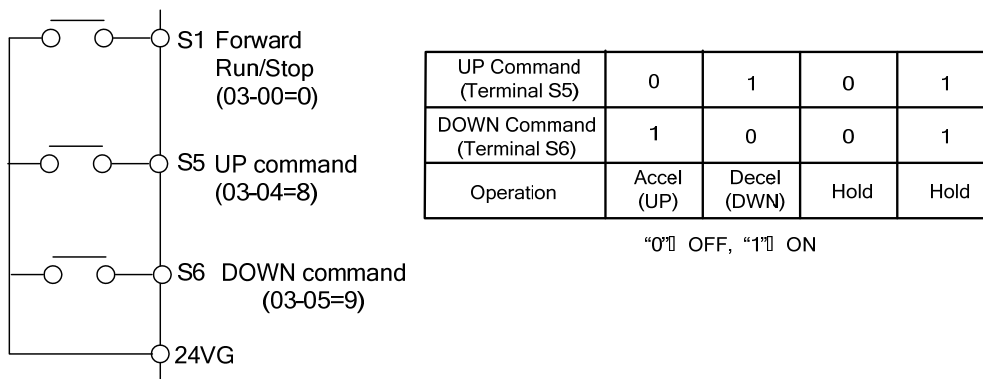 S1 Forward
Run/Stop
(03-00=0)
S5 UP command
(03-04=8)
S6 DOWN command
(03-05=9)
24VG
UP Command
(Terminal S5) 0 1 0 1
DOWN Command
(Terminal S6) 1 0 0 1
Operation Accel
(UP) Decel
(DWN) Hold Hold
“0”▯ OFF, “1”▯ ON